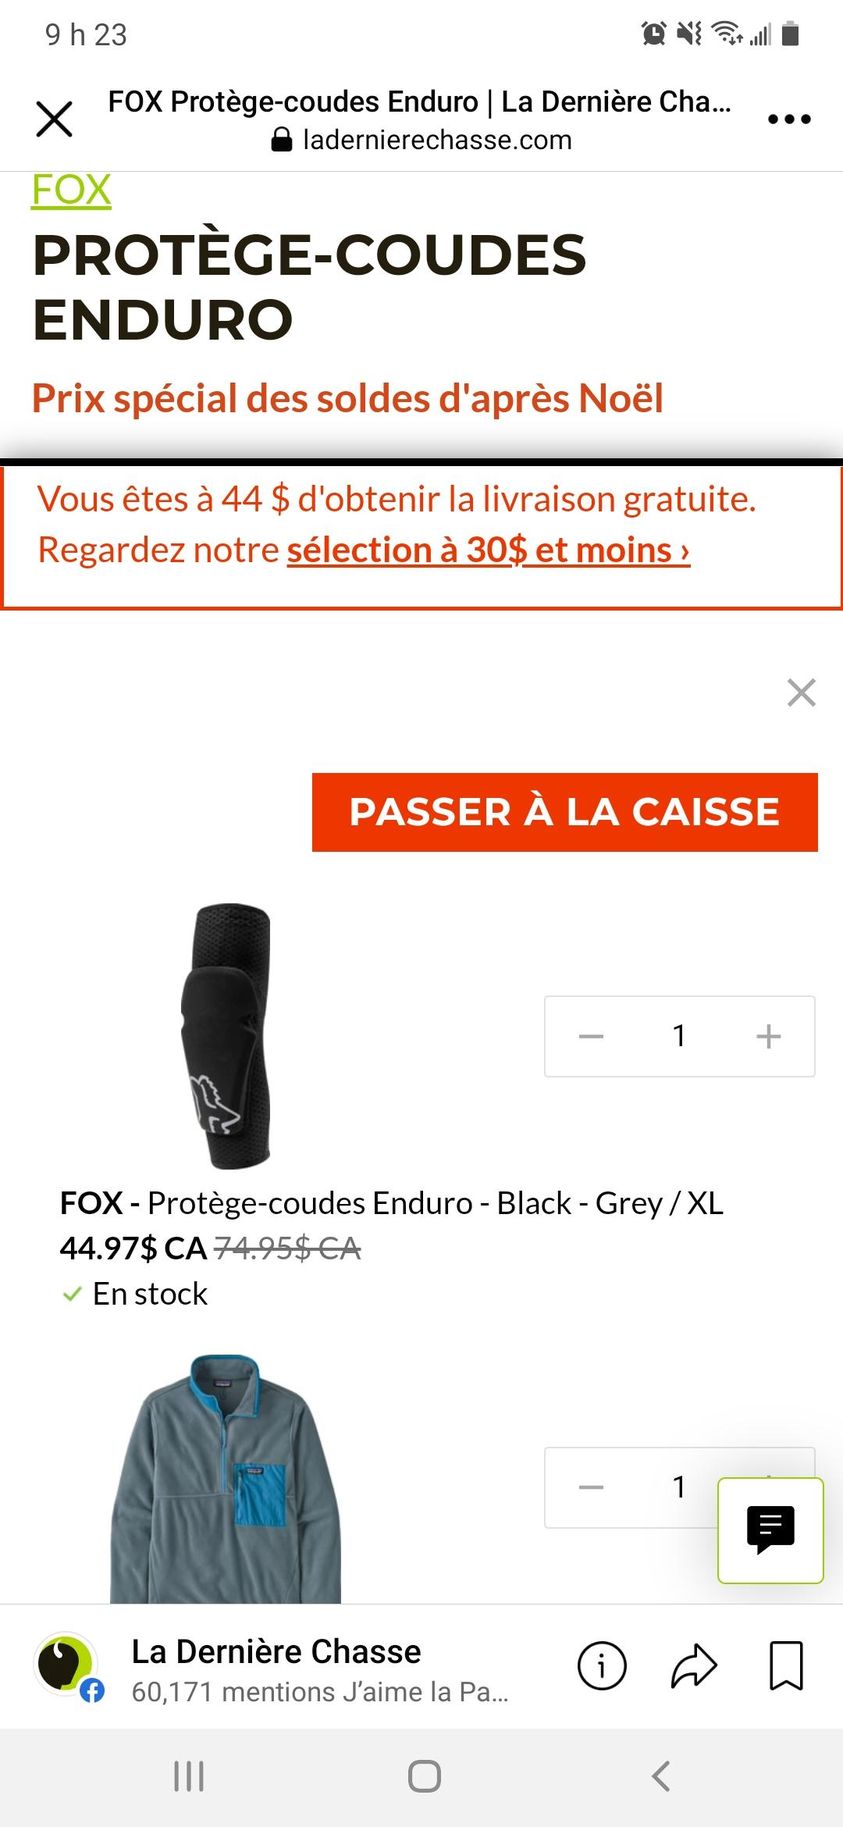 9 h 23
FOX Protège-coudes Enduro | La Dernière Cha...
ladernierechasse.com
FOX
PROTÈGE-COUDES
ENDURO
Prix spécial des soldes d'après Noël
Vous êtes à 44 $ d'obtenir la livraison gratuite.
Regardez notre sélection à 30$ et moins ›
PASSER À LA CAISSE
1
FOX - Protège-coudes Enduro - Black - Grey / XL
44.97$ CA 74.95$ CA
En stock
1
La Dernière Chasse
60,171 mentions J’aime la Pa...